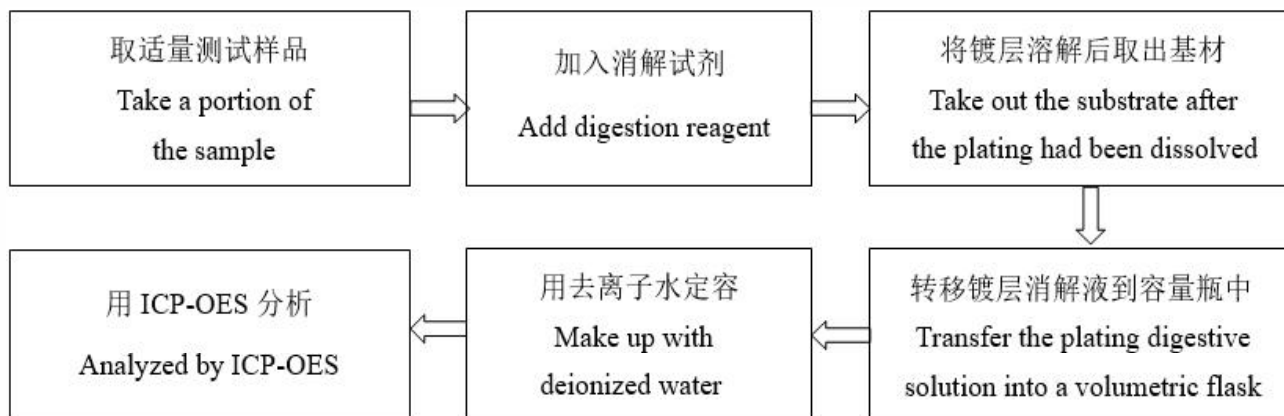 取适量测试样品
Take a portion of
the sample
加入消解试剂
Add digestion reagent
将镀层溶解后取出基材
Take out the substrate after
the plating had been dissolved
转移镀层消解液到容量瓶中
Transfer the plating digestive
solution into a volumetric flask
用去离子水定容
Make up with
deionized water
用 ICP-OES 分析
Analyzed by ICP-OES